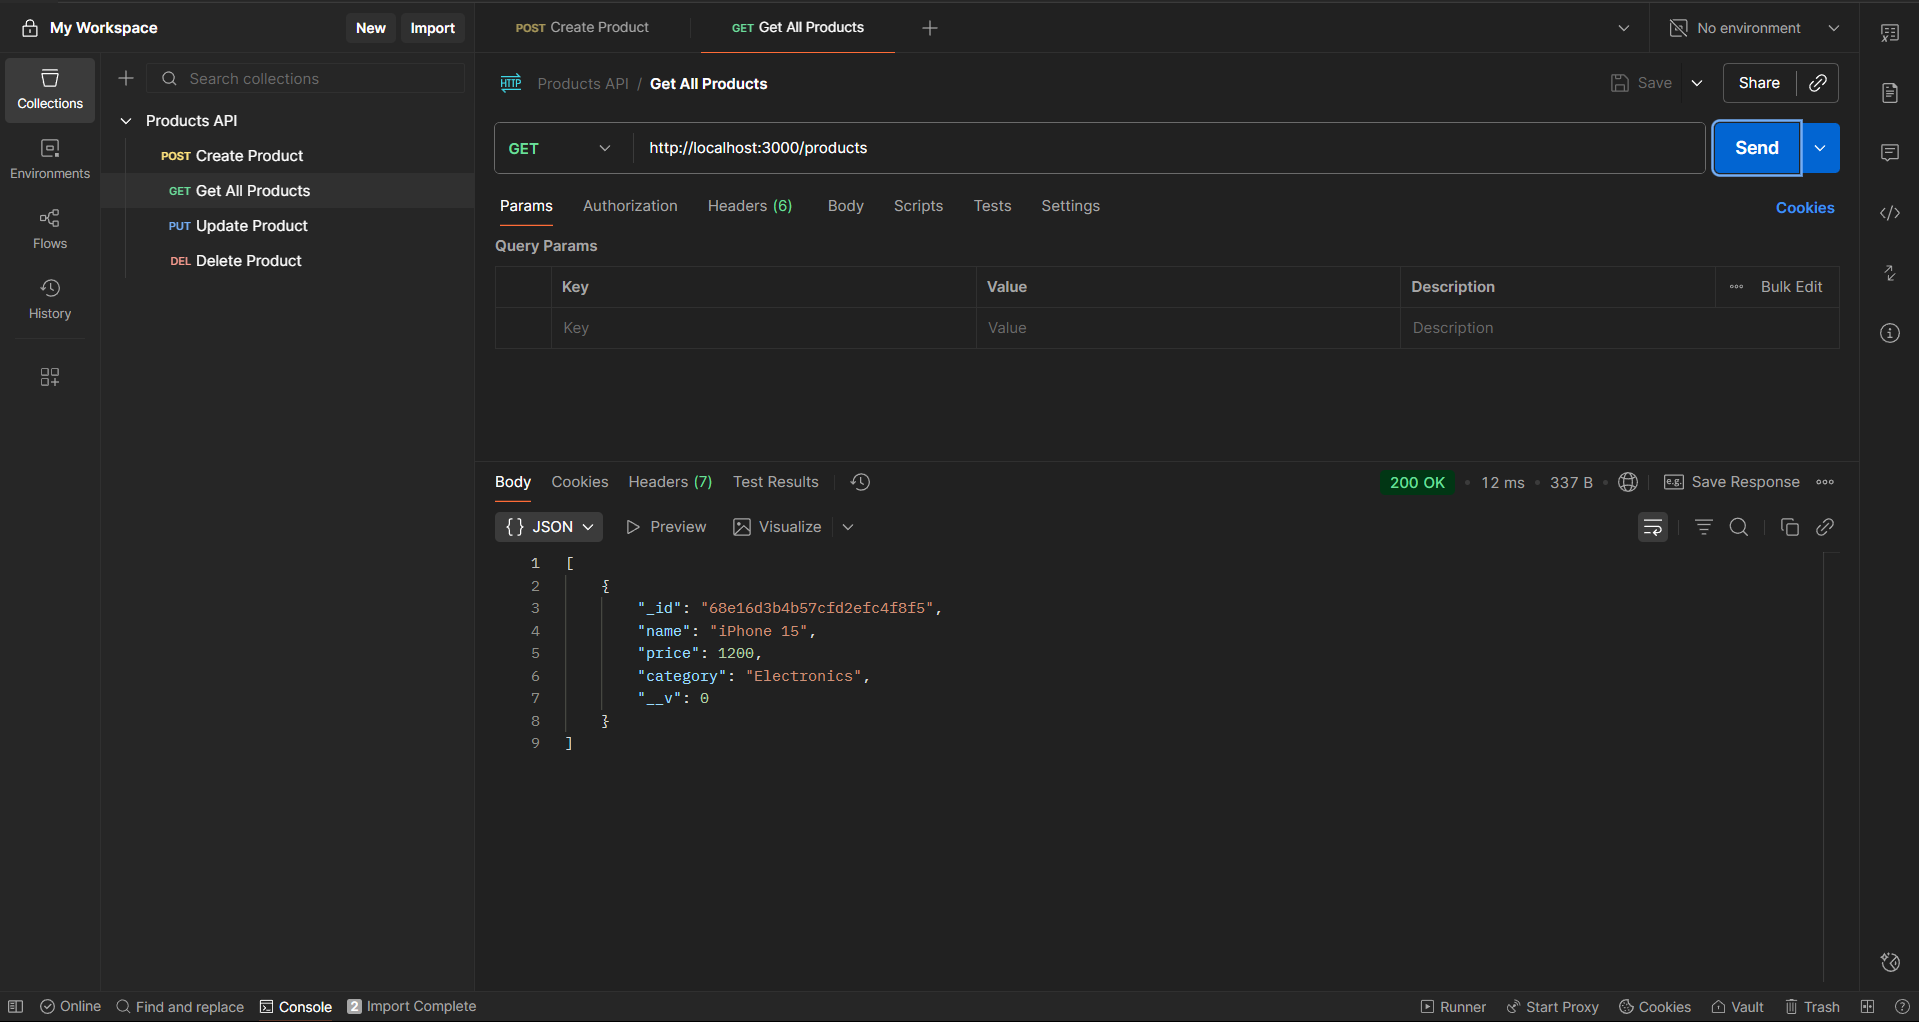 My Workspace
New
Import
POST Create Product
GET Get All Products
No environment
Collections
Environments
Flows
History
Search collections
Products API
POST Create Product
GET Get All Products
PUT Update Product
DEL Delete Product
HTTP Products API / Get All Products
Save
Share
GET
http://localhost:3000/products
Send
Params Authorization Headers (6) Body Scripts Tests Settings
Cookies
Query Params
Key Value Description Bulk Edit
Key Value Description
Body Cookies Headers (7) Test Results
200 OK • 12 ms • 337 B •
e.g. Save Response
{} JSON Preview Visualize
1 [
2 {
3 "_id": "68e16d3b4b57cfd2efc4f8f5",
4 "name": "iPhone 15",
5 "price": 1200,
6 "category": "Electronics",
7 "__v": 0
8 }
9 ]
Online Find and replace Console 2 Import Complete
Runner Start Proxy Cookies Vault Trash